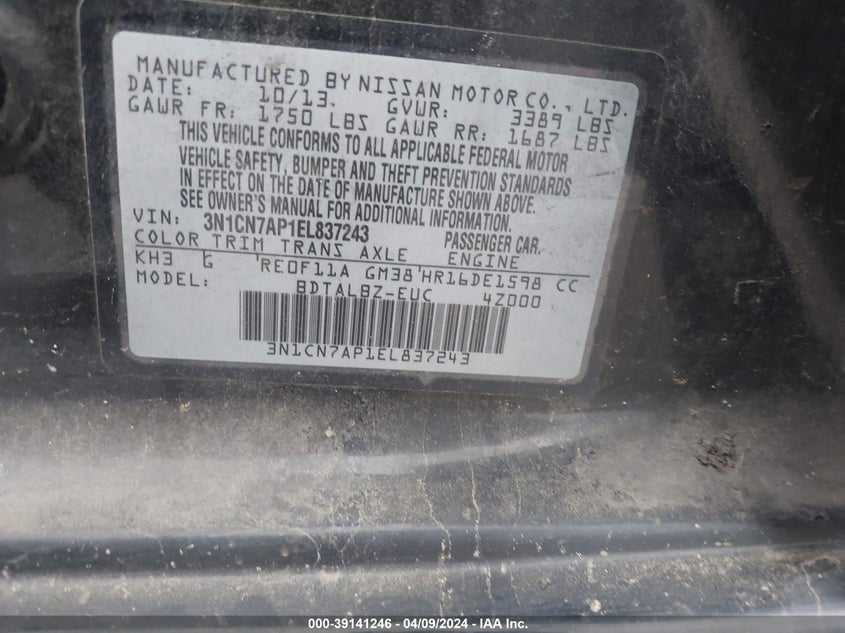 MANUFACTURED BY NISSAN MOTOR CO., LTD.
DATE: 10/13. GVWR: 3389 LBS
GAWR FR: 1750 LBS GAWR RR: 1687 LBS
THIS VEHICLE CONFORMS TO ALL APPLICABLE FEDERAL MOTOR
VEHICLE SAFETY, BUMPER AND THEFT PREVENTION STANDARDS
IN EFFECT ON THE DATE OF MANUFACTURE SHOWN ABOVE.
SEE OWNER'S MANUAL FOR ADDITIONAL INFORMATION.
VIN: 3N1CN7AP1EL837243 PASSENGER CAR.
COLOR TRIM TRANS AXLE ENGINE
KH3 G 'RE0F11A GM38'HR16DE1598 CC
MODEL: BDTALBZ-EUC 4Z000
3N1CN7AP1EL837243
000-39141246 - 04/09/2024 - IAAI Inc.